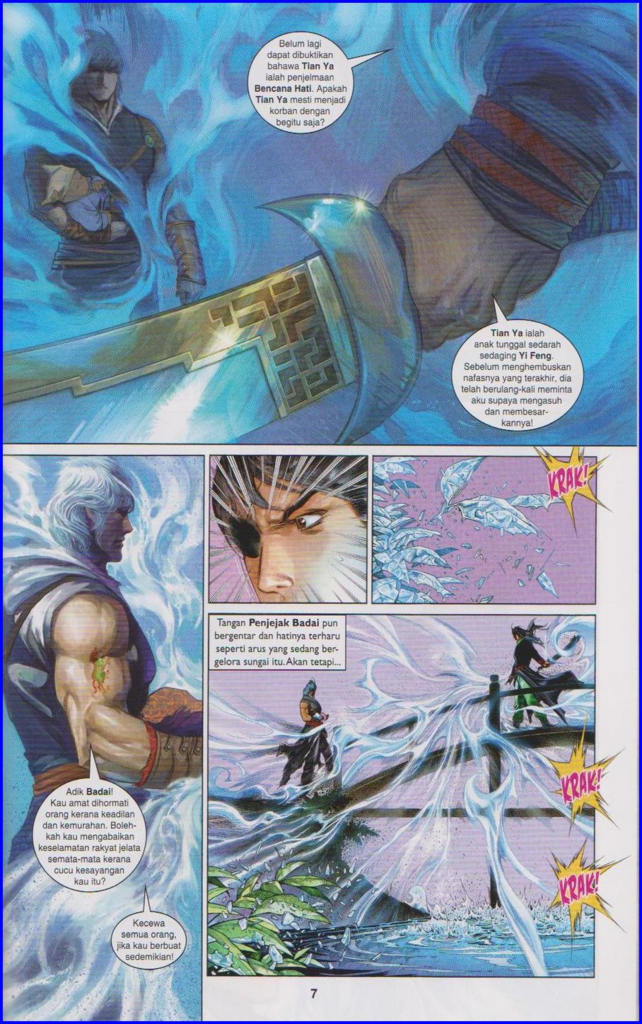 Belum lagi
dapat dibuktikan
bahawa Tian Ya
ialah penjelmaan
Bencana Hati. Apakah
Tian Ya mesti menjadi
korban dengan
begitu saja?
Tian Ya ialah
anak tunggal sedarah
sedaging Yi Feng.
Sebelum menghembuskan
nafasnya yang terakhir, dia
telah berulang-kali meminta
aku supaya mengasuh
dan membesar-
kannya!
KRAK!
Adik Badai!
Kau amat dihormati
orang kerana keadilan
dan kemurahan. Boleh-
kah kau mengabaikan
keselamatan rakyat jelata
semata-mata kerana
cucu kesayangan
kau itu?
Kecewa
semua orang,
jika kau berbuat
sedemikian!
Tangan Penjejak Badai pun
bergentar dan hatinya terharu
seperti arus yang sedang ber-
gelora sungai itu. Akan tetapi...
KRAK!
KRAK!
7